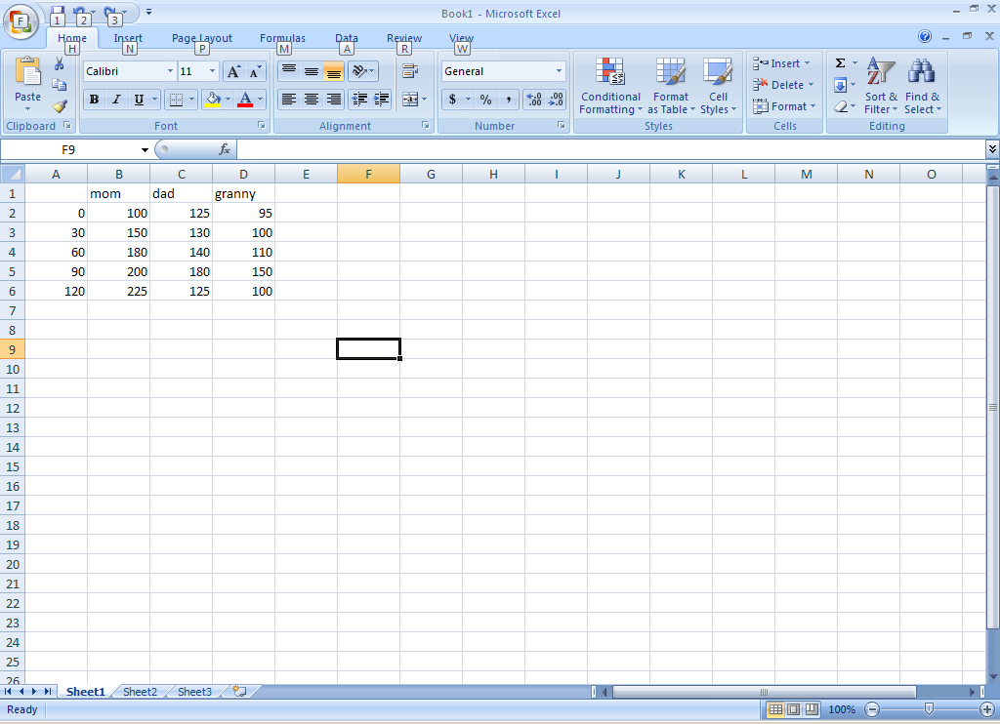 Book1 - Microsoft Excel
F 1 2 3
Home Insert Page Layout Formulas Data Review View
H N P M A R W
Paste
Calibri 11 A A
B I U A
General
$ % , .00 .0
Conditional Formatting
Format as Table
Cell Styles
Insert
Delete
Format
Σ
Sort & Filter
Find & Select
Clipboard Font Alignment Number Styles Cells Editing
F9 fx
A B C D E F G H I J K L M N O
1 mom dad granny
2 0 100 125 95
3 30 150 130 100
4 60 180 140 110
5 90 200 180 150
6 120 225 125 100
7
8
9
10
11
12
13
14
15
16
17
18
19
20
21
22
23
24
25
26
Sheet1 Sheet2 Sheet3
Ready 100%